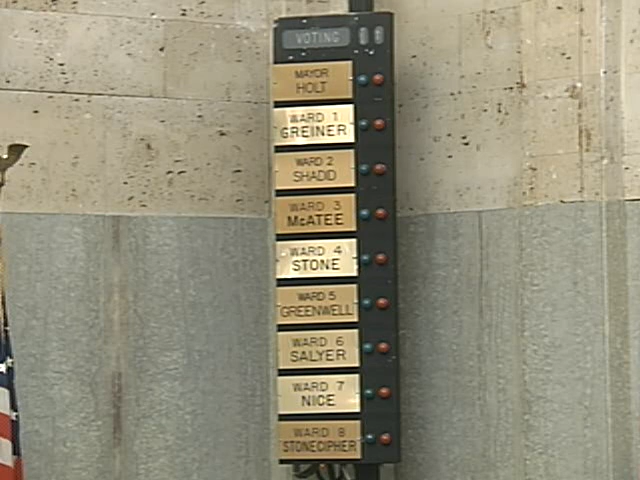 VOTING
MAYOR
HOLT
WARD 1
GREINER
WARD 2
SHADID
WARD 3
McATEE
WARD 4
STONE
WARD 5
GREENWELL
WARD 6
SALYER
WARD 7
NICE
WARD 8
STONECIPHER